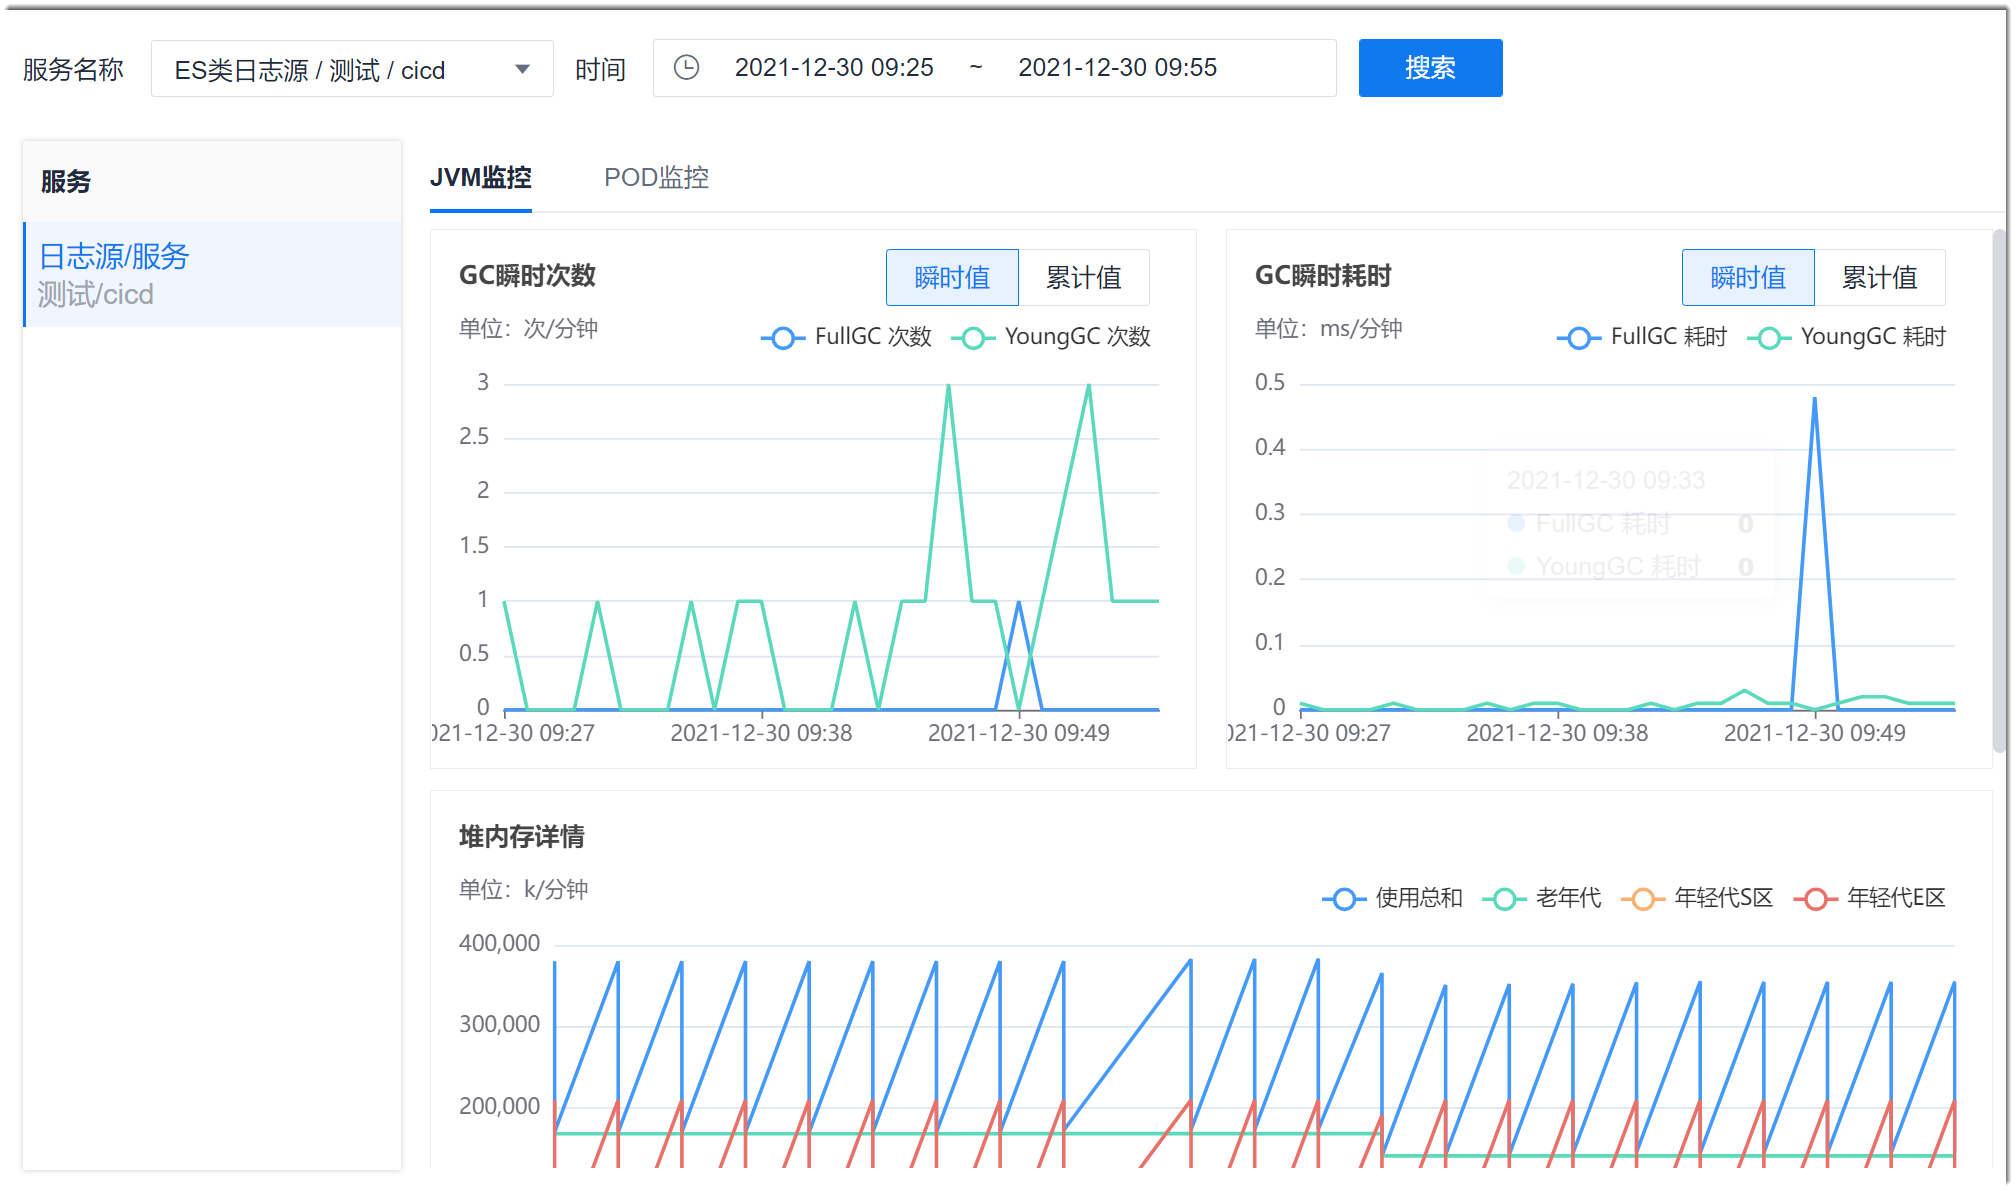 服务名称 ES类日志源 / 测试 / cicd 时间 2021-12-30 09:25 ~ 2021-12-30 09:55 搜索
服务
日志源/服务
测试/cicd
JVM监控 POD监控
GC瞬时次数 瞬时值 累计值
单位：次/分钟 FullGC 次数 YoungGC 次数
3
2.5
2
1.5
1
0.5
0
021-12-30 09:27 2021-12-30 09:38 2021-12-30 09:49
GC瞬时耗时 瞬时值 累计值
单位：ms/分钟 FullGC 耗时 YoungGC 耗时
0.5
0.4
0.3
0.2
0.1
0
2021-12-30 09:33
FullGC 耗时 0
YoungGC 耗时 0
021-12-30 09:27 2021-12-30 09:38 2021-12-30 09:49
堆内存详情
单位：k/分钟 使用总和 老年代 年轻代S区 年轻代E区
400,000
300,000
200,000